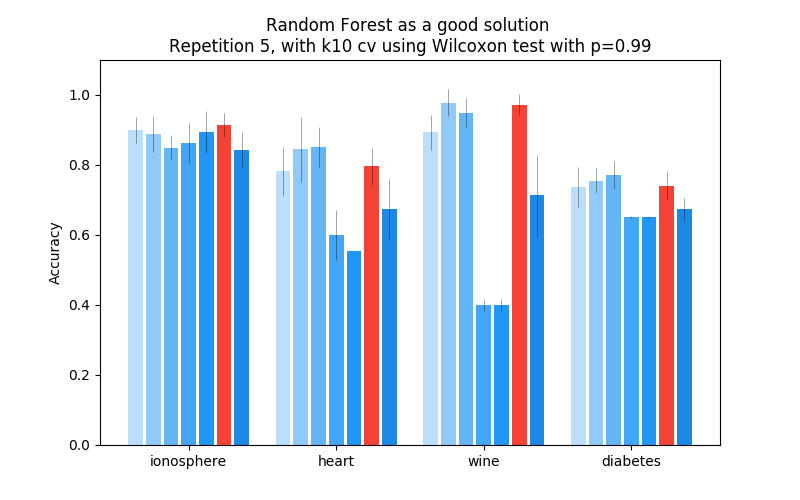 Random Forest as a good solution
Repetition 5, with k10 cv using Wilcoxon test with p=0.99
1.0
0.8
0.6
0.4
0.2
0.0
Accuracy
ionosphere heart wine diabetes